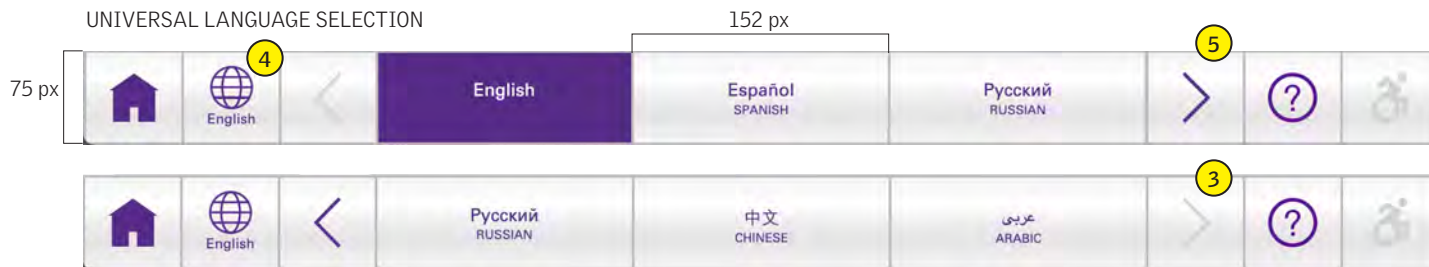 UNIVERSAL LANGUAGE SELECTION
152 px
75 px
4
5
English
English
Español
SPANISH
Русский
RUSSIAN
?
3
English
Русский
RUSSIAN
中文
CHINESE
عربى
ARABIC
?